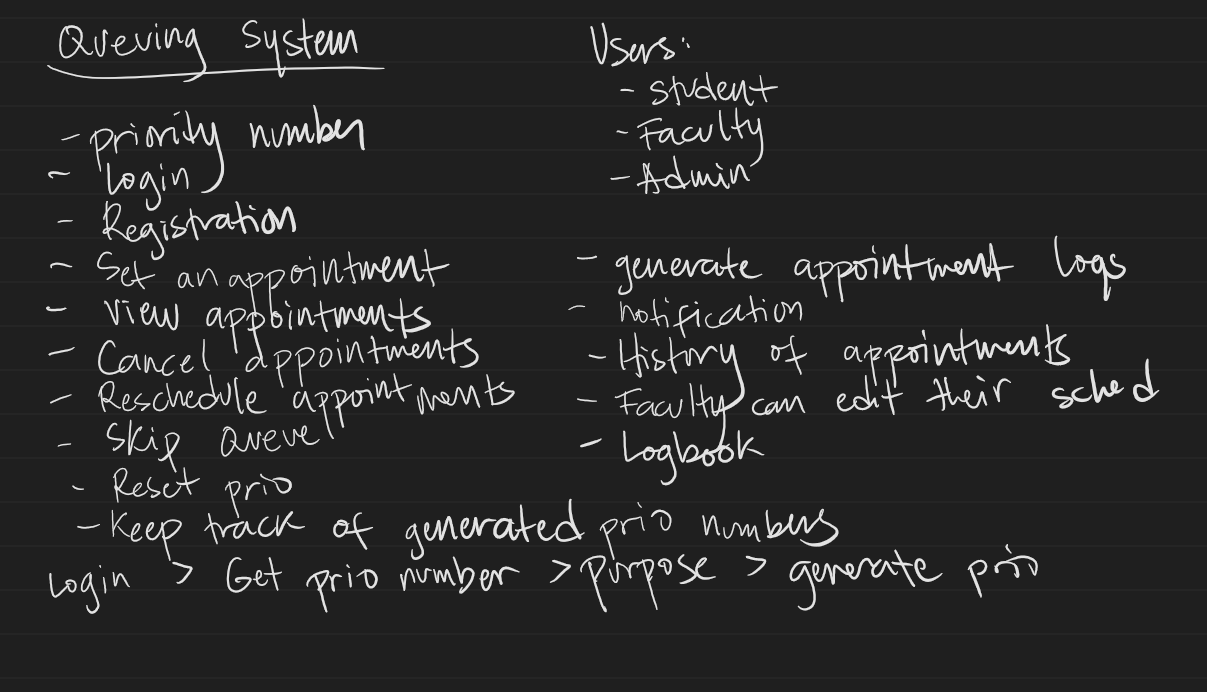 Queuing System
- priority number
- Login
- Registration
- Set an appointment
- View appointments
- Cancel appointments
- Reschedule appointments
- Skip Queue
- Reset prio
- Keep track of generated prio numbers
Login > Get prio number > purpose > generate prio
Users:
- student
- Faculty
- Admin
- generate appointment logs
- notification
- History of appointments
- Faculty can edit their sched
- Logbook